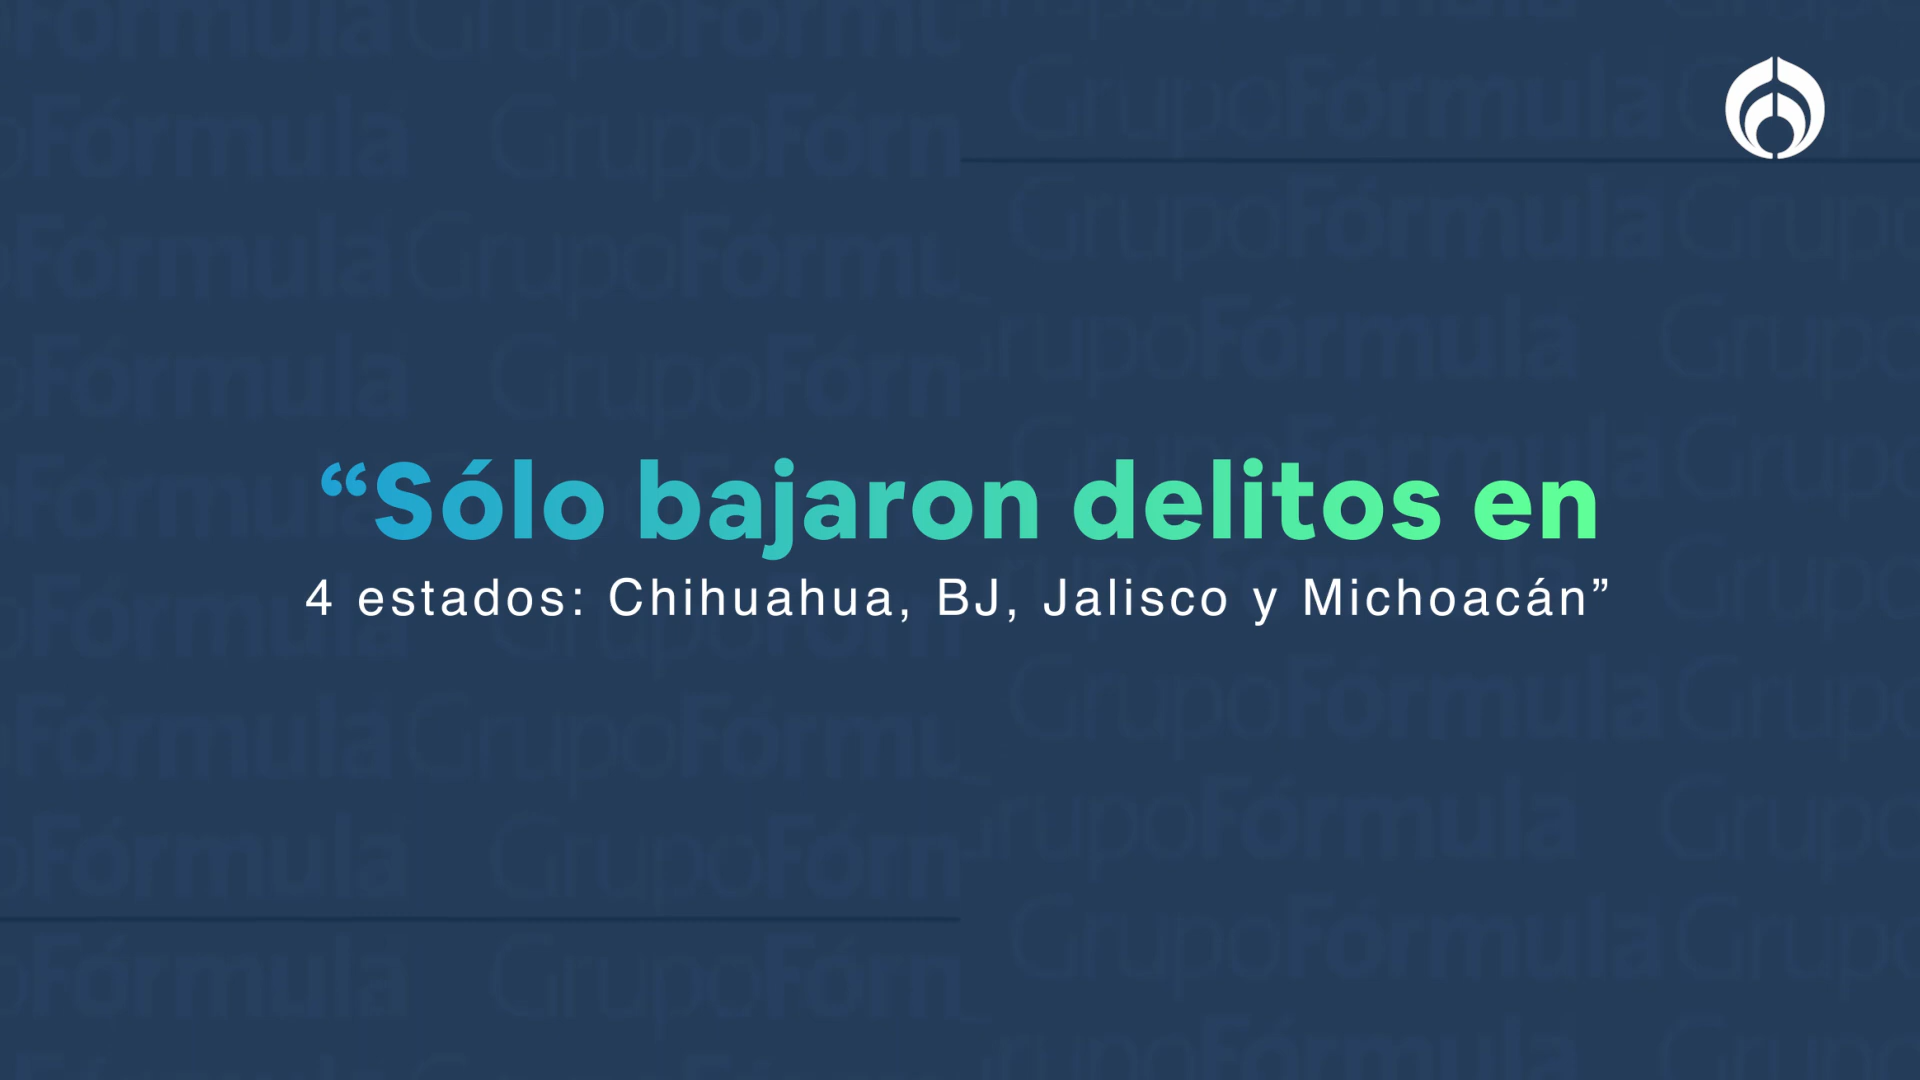 “Sólo bajaron delitos en
4 estados: Chihuahua, BJ, Jalisco y Michoacán”